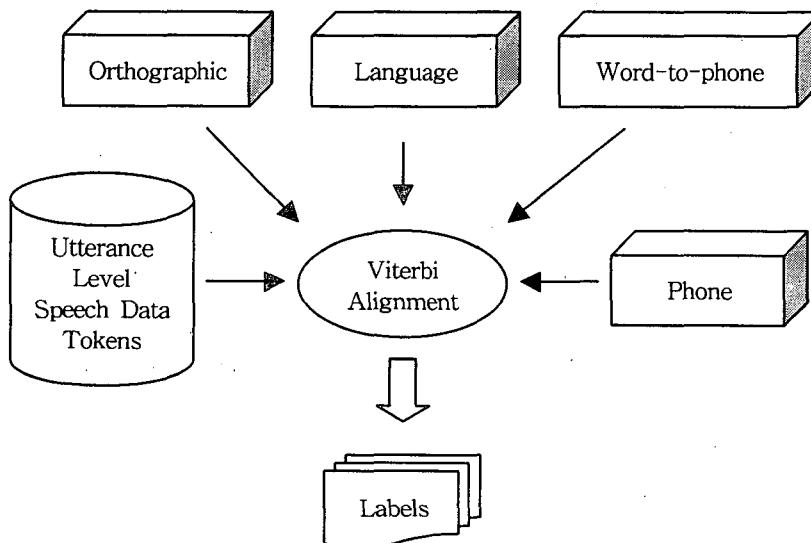 Orthographic
Language
Word-to-phone
Utterance
Level
Speech Data
Tokens
Viterbi
Alignment
Phone
Labels